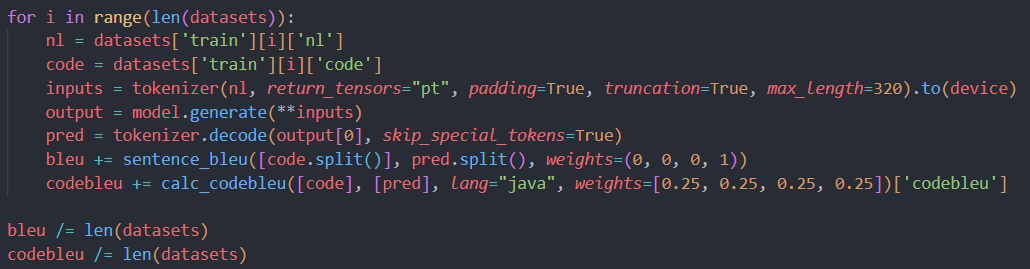 for i in range(len(datasets)):
    nl = datasets['train'][i]['nl']
    code = datasets['train'][i]['code']
    inputs = tokenizer(nl, return_tensors="pt", padding=True, truncation=True, max_length=320).to(device)
    output = model.generate(**inputs)
    pred = tokenizer.decode(output[0], skip_special_tokens=True)
    bleu += sentence_bleu([code.split()], pred.split(), weights=(0, 0, 0, 1))
    codebleu += calc_codebleu([code], [pred], lang="java", weights=[0.25, 0.25, 0.25, 0.25])['codebleu']

bleu /= len(datasets)
codebleu /= len(datasets)